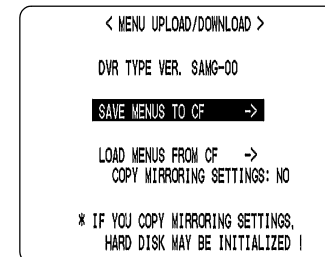 < MENU UPLOAD/DOWNLOAD >
DVR TYPE VER. SAMG-00
SAVE MENUS TO CF ->
LOAD MENUS FROM CF ->
COPY MIRRORING SETTINGS: NO
* IF YOU COPY MIRRORING SETTINGS,
HARD DISK MAY BE INITIALIZED !